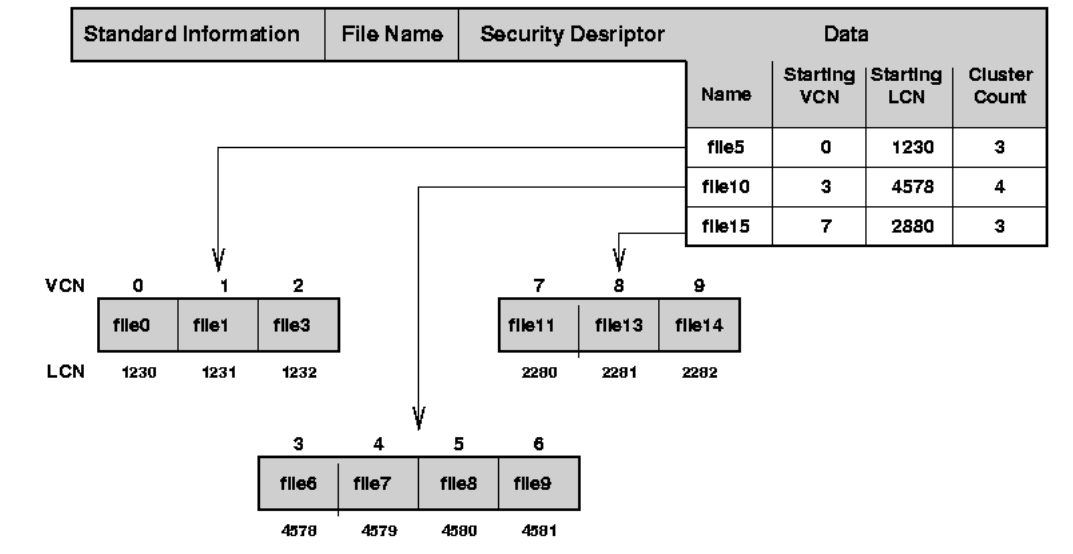 Standard Information File Name Security Desriptor Data
Name Starting VCN Starting LCN Cluster Count
file5 0 1230 3
file10 3 4578 4
file15 7 2880 3
VCN 0 1 2
file0 file1 file3
LCN 1230 1231 1232
7 8 9
file11 file13 file14
2280 2281 2282
3 4 5 6
file6 file7 file8 file9
4578 4579 4580 4581